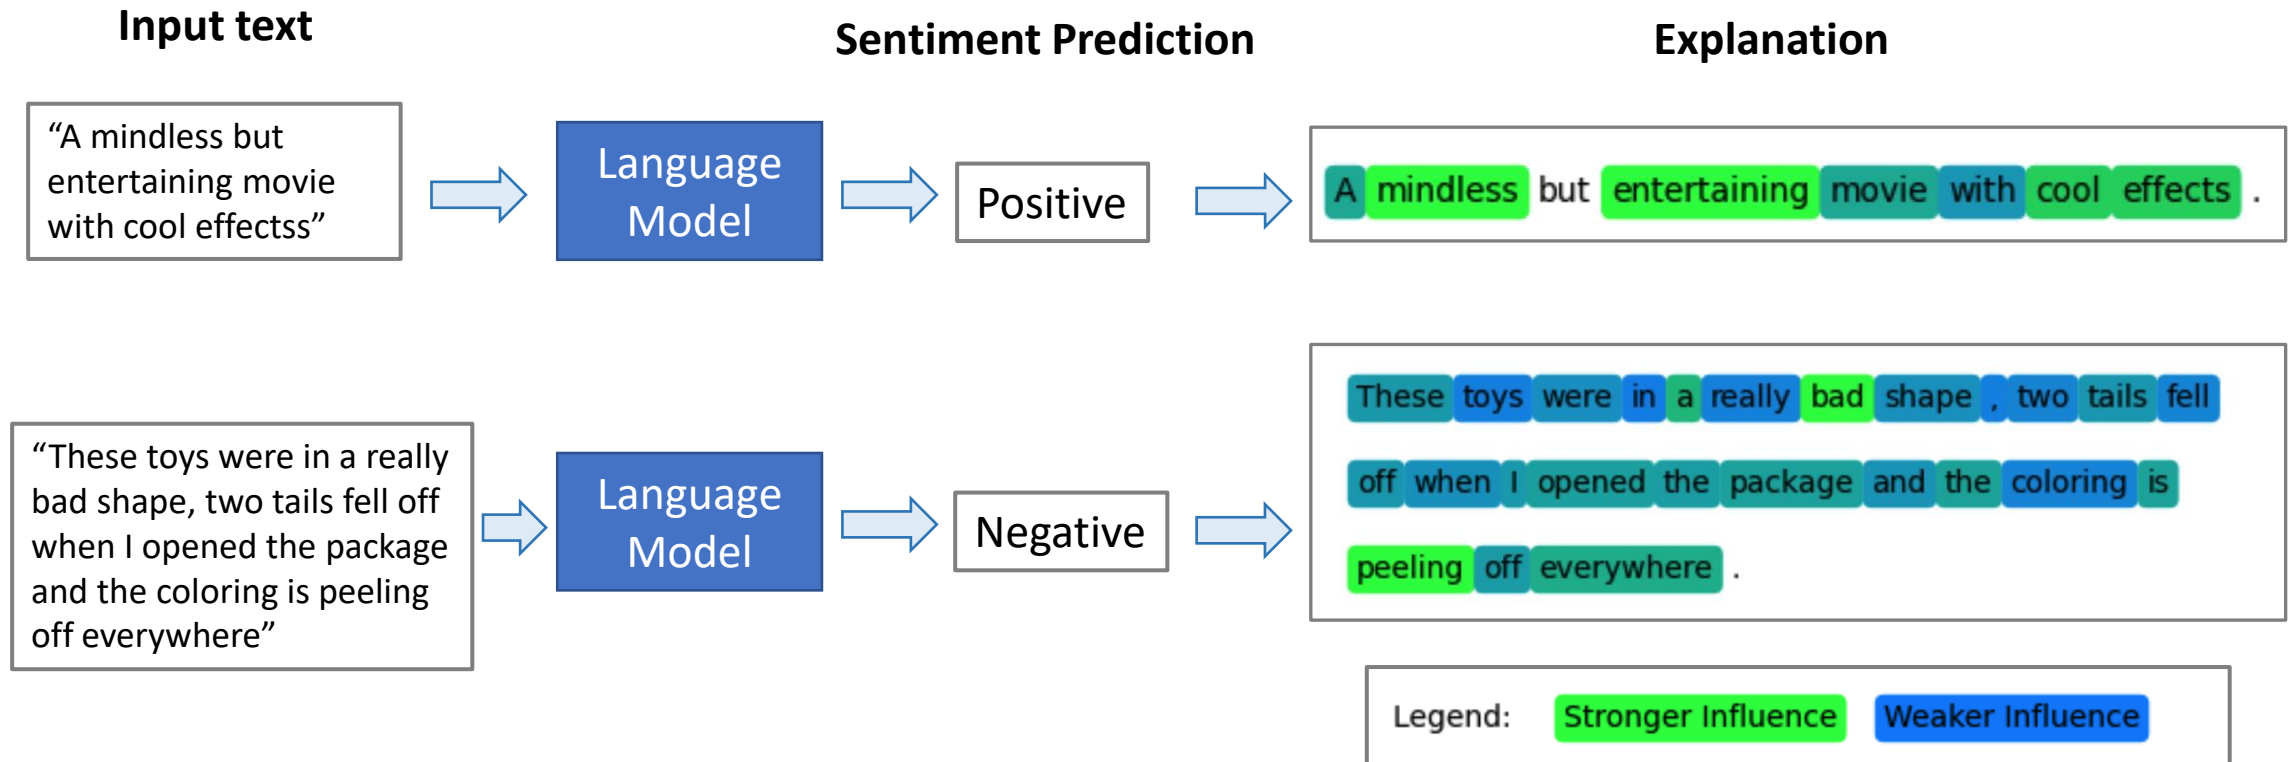 Input text
Sentiment Prediction
Explanation
“A mindless but
entertaining movie
with cool effectss”
Language
Model
Positive
A mindless but entertaining movie with cool effects .
“These toys were in a really
bad shape, two tails fell off
when I opened the package
and the coloring is peeling
off everywhere”
Language
Model
Negative
These toys were in a really bad shape , two tails fell
off when I opened the package and the coloring is
peeling off everywhere .
Legend: Stronger Influence Weaker Influence